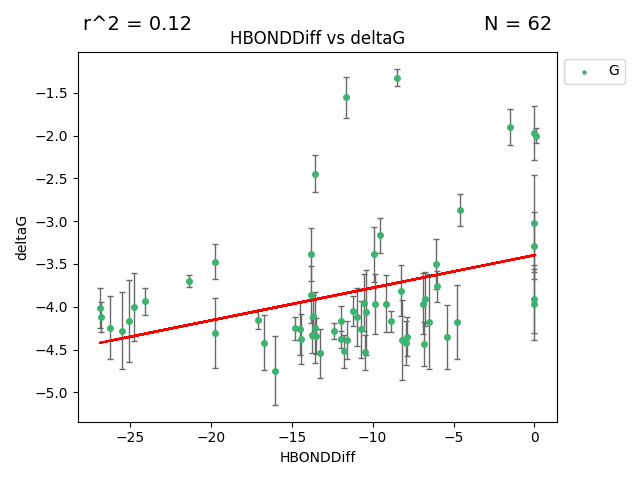 r^2 = 0.12
N = 62
HBONDDiff vs deltaG
G
−1.5
−2.0
−2.5
−3.0
−3.5
−4.0
−4.5
−5.0
deltaG
−25
−20
−15
−10
−5
0
HBONDDiff